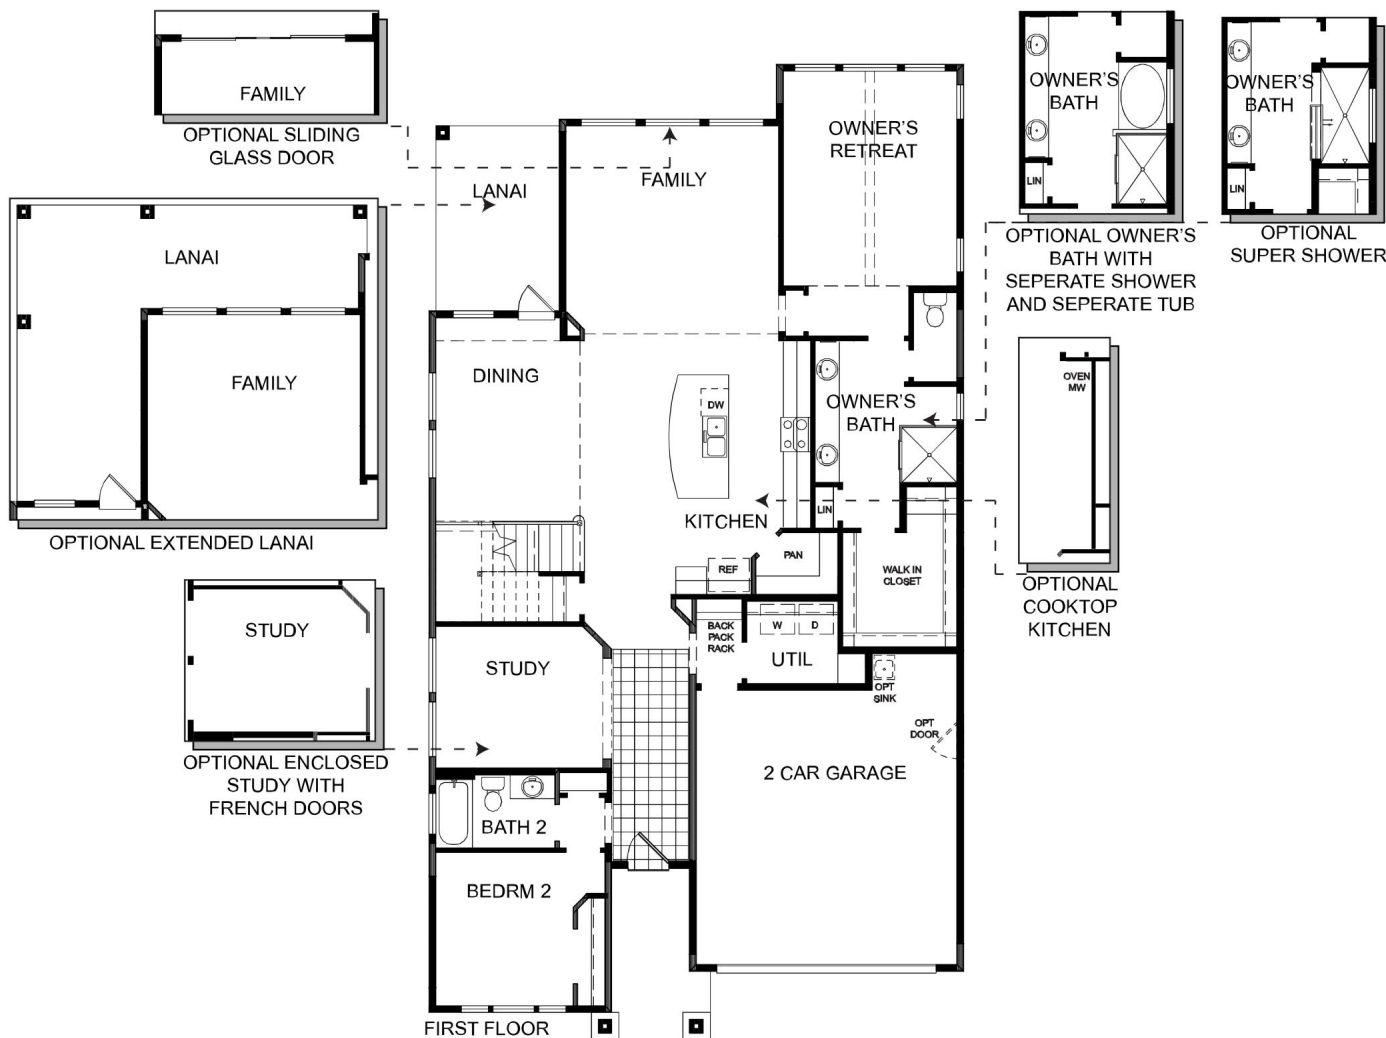 FAMILY
OPTIONAL SLIDING
GLASS DOOR
LANAI
FAMILY
OPTIONAL EXTENDED LANAI
STUDY
OPTIONAL ENCLOSED
STUDY WITH
FRENCH DOORS
LANAI
FAMILY
OWNER'S
RETREAT
DINING
DW
OWNER'S
BATH
KITCHEN
LIN
PAN
REF
WALK IN
CLOSET
BACK
PACK
RACK
W
D
UTIL
STUDY
OPT
SINK
OPT
DOOR
2 CAR GARAGE
BATH 2
BEDRM 2
FIRST FLOOR
OWNER'S
BATH
LIN
OPTIONAL OWNER'S
BATH WITH
SEPERATE SHOWER
AND SEPERATE TUB
OWNER'S
BATH
LIN
OPTIONAL
SUPER SHOWER
OVEN
MW
OPTIONAL
COOKTOP
KITCHEN